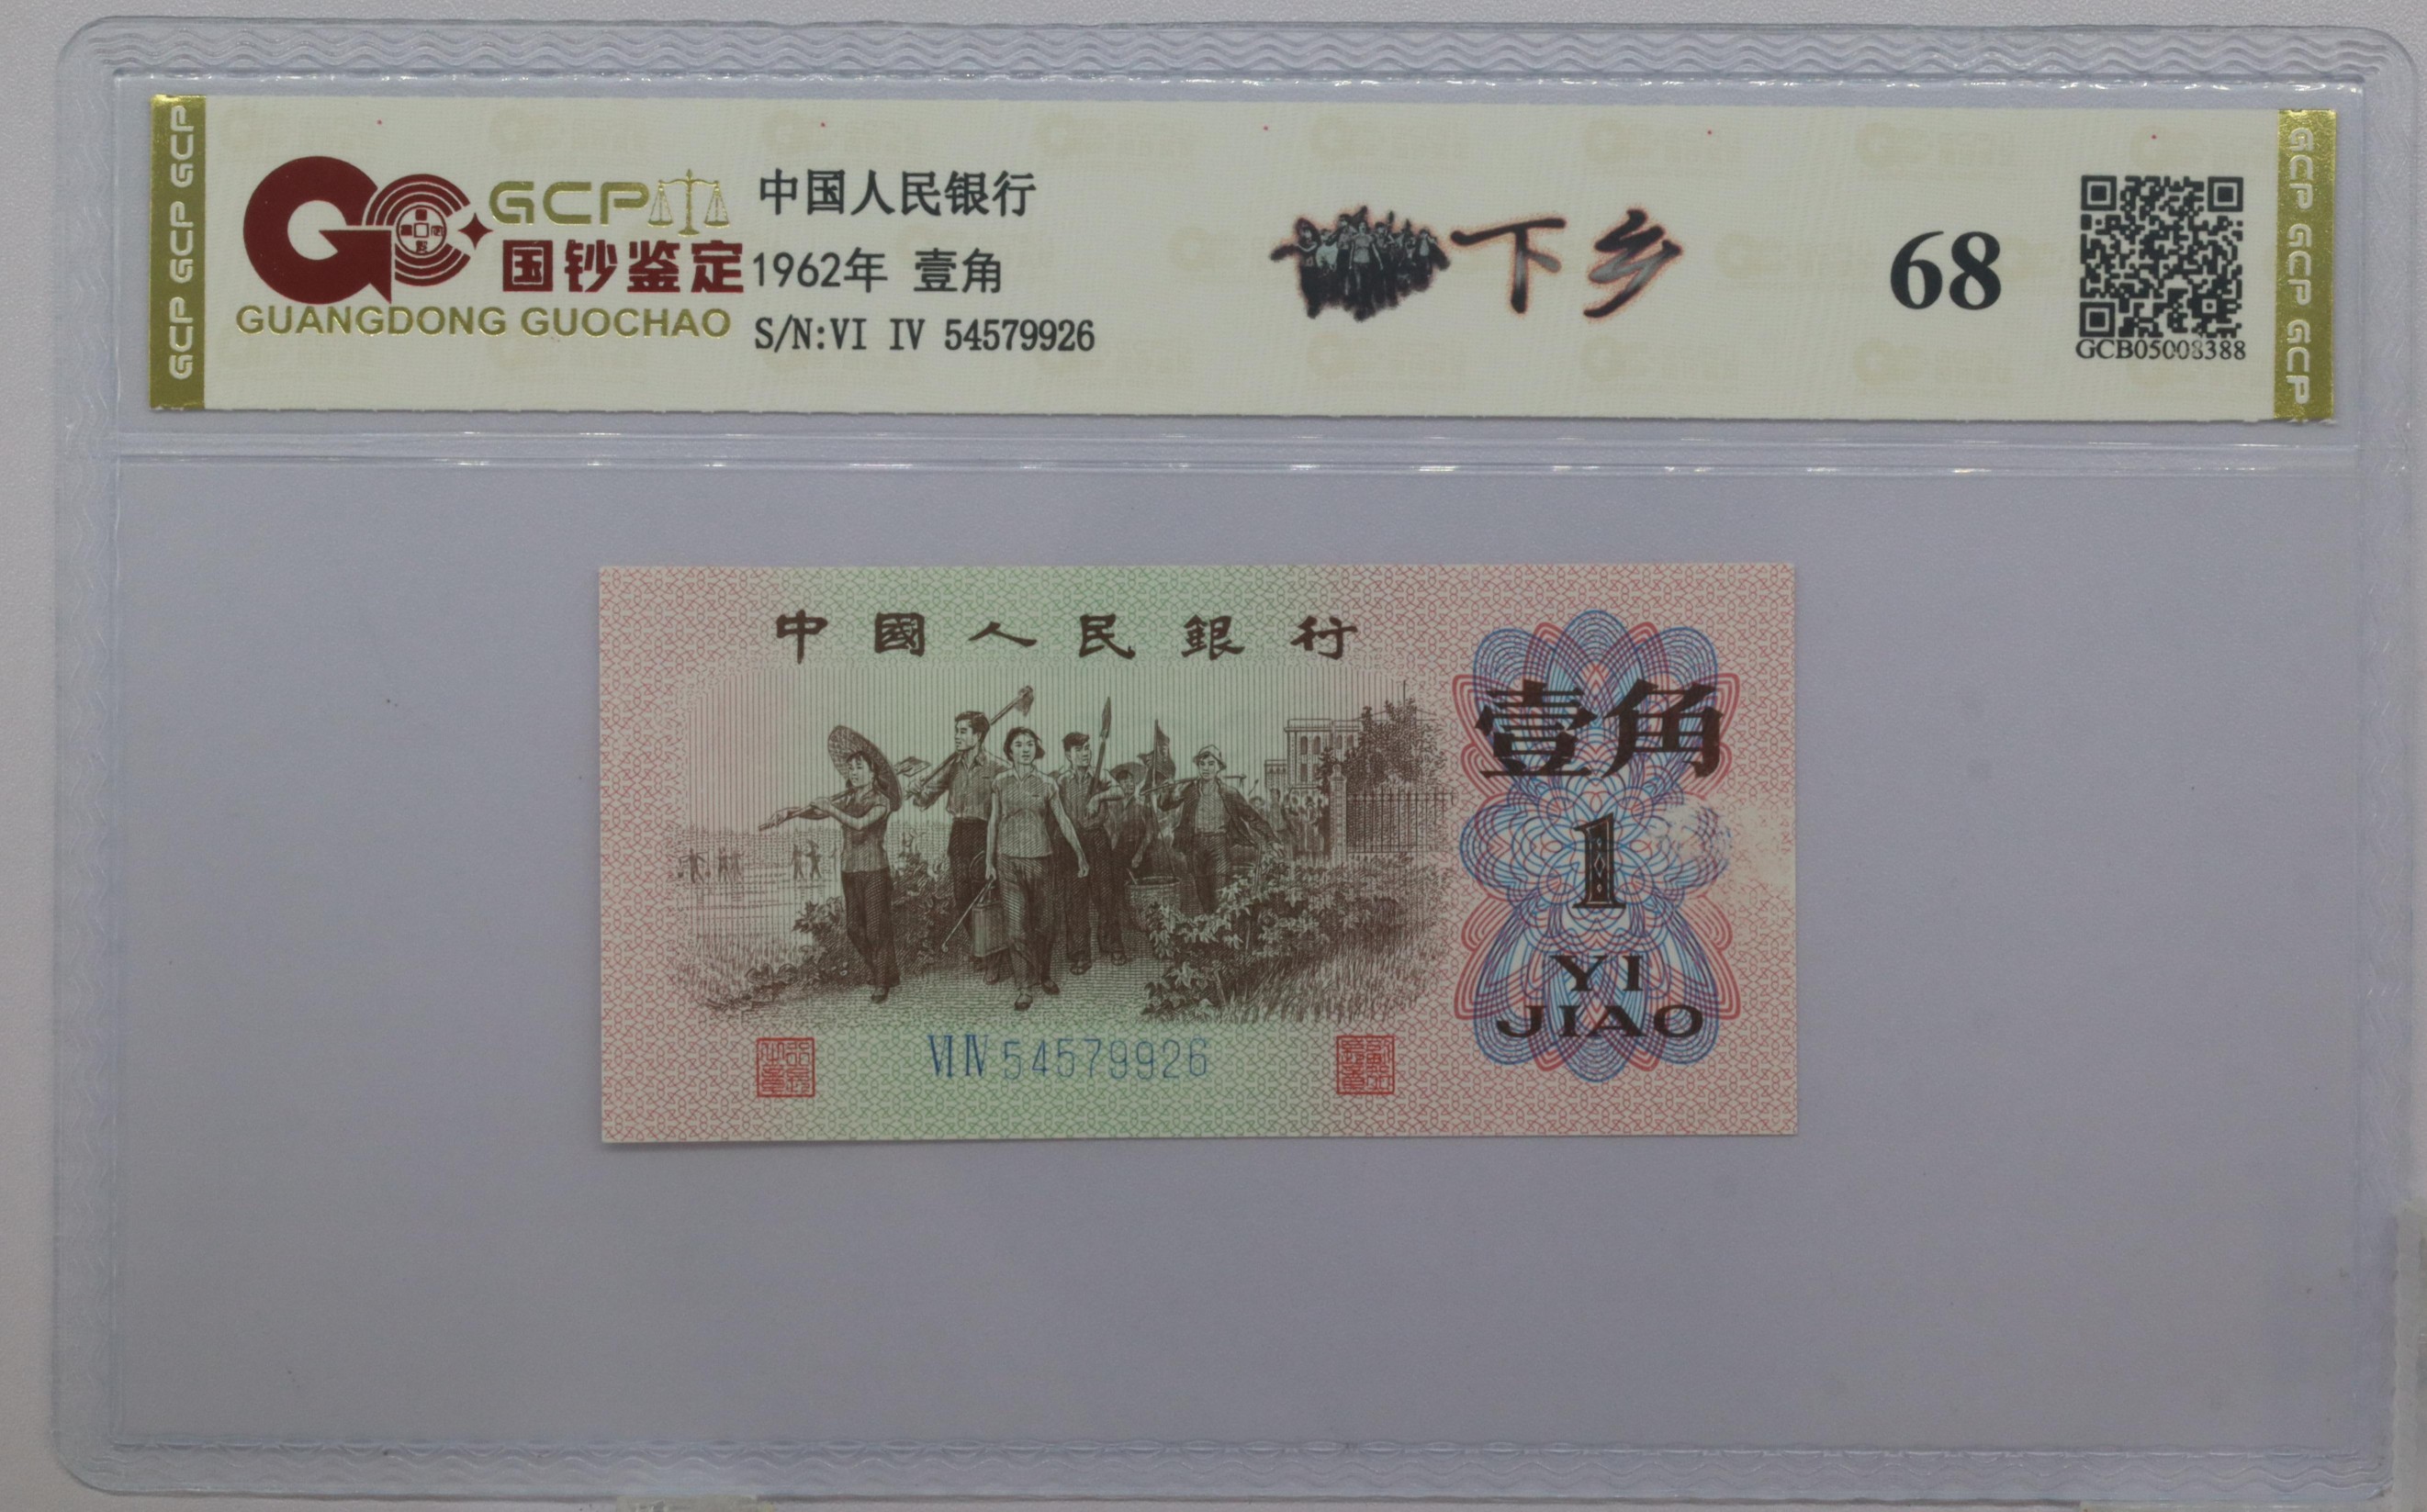 GCP GCP GCP
GCP
国钞鉴定
GUANGDONG GUOCHAO
中国人民银行
1962年 壹角
S/N:VI IV 54579926
下乡
68
GCB05008388
GCP GCP GCP
中國人民銀行
壹角
1
YI
JIAO
VI IV 54579926